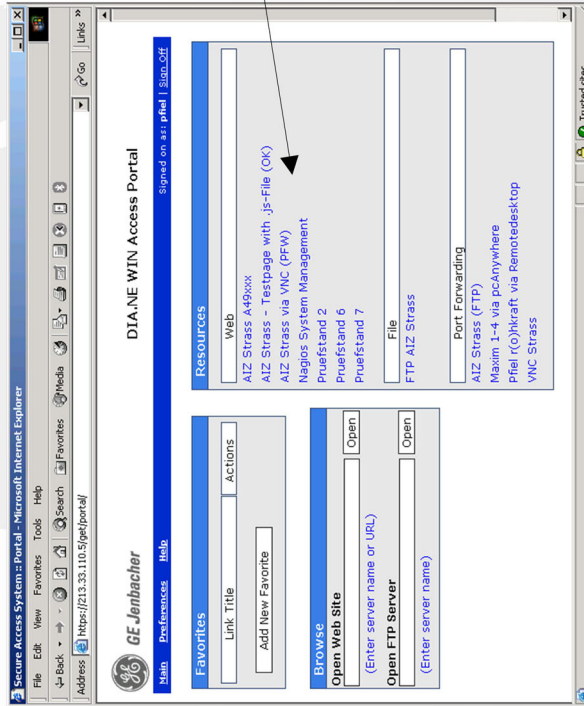 Secure Access System :: Portal - Microsoft Internet Explorer
File Edit View Favorites Tools Help
Back Search Favorites Media
Address https://213.33.110.5/get/portal/ Go Links »
GE Jenbacher
DIA.NE WIN Access Portal
Main Preferences Help
Signed on as: pfiel | Sign Off
Favorites
Link Title Actions
Add New Favorite
Browse
Open Web Site
Open
(Enter server name or URL)
Open FTP Server
Open
(Enter server name)
Resources
Web
AIZ Strass A49xxx
AIZ Strass - Testpage with .js-File (OK)
AIZ Strass via VNC (PFW)
Nagios System Management
Pruefstand 2
Pruefstand 6
Pruefstand 7
File
FTP AIZ Strass
Port Forwarding
AIZ Strass (FTP)
Maxim 1-4 via pcAnywhere
Pfiel r(o)hkraft via Remotedesktop
VNC Strass
Trusted sites